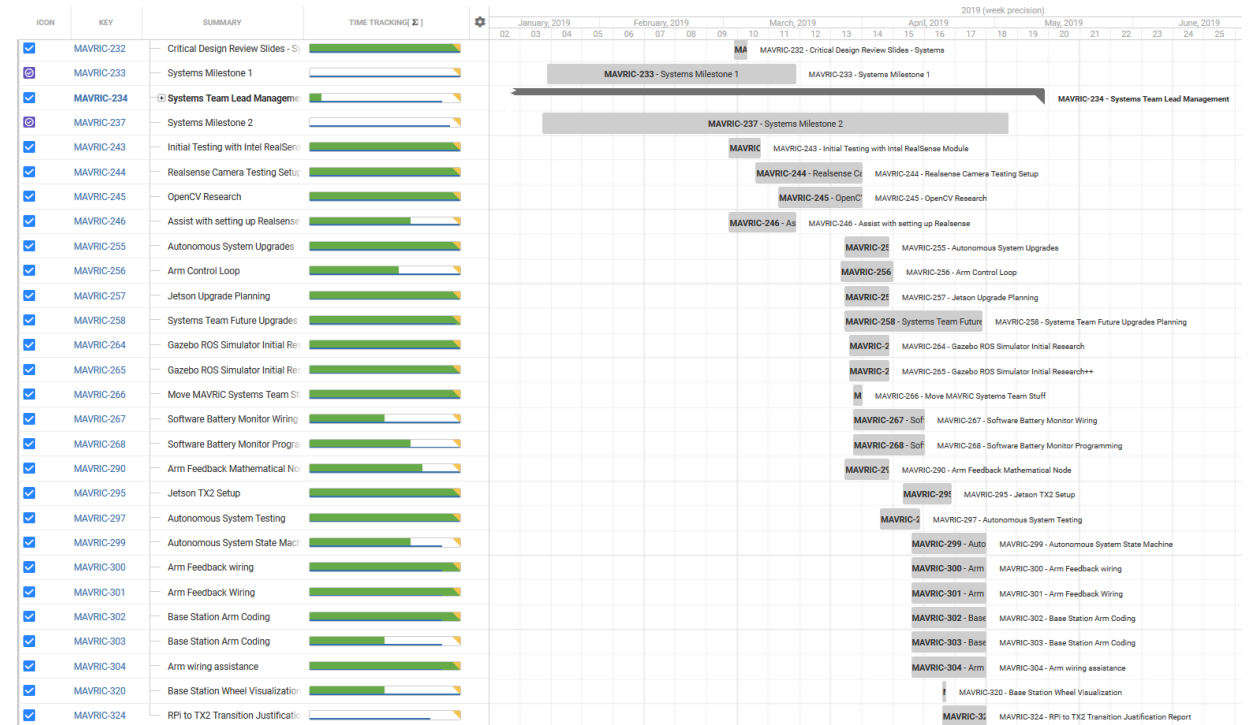 2019 (week precision)
ICON KEY SUMMARY TIME TRACKING[ Σ ] January, 2019 February, 2019 March, 2019 April, 2019 May, 2019 June, 2019
02 03 04 05 06 07 08 09 10 11 12 13 14 15 16 17 18 19 20 21 22 23 24 25
MAVRIC-232 Critical Design Review Slides - Sy MA MAVRIC-232 - Critical Design Review Slides - Systems
MAVRIC-233 Systems Milestone 1 MAVRIC-233 - Systems Milestone 1 MAVRIC-233 - Systems Milestone 1
MAVRIC-234 Systems Team Lead Manageme MAVRIC-234 - Systems Team Lead Management
MAVRIC-237 Systems Milestone 2 MAVRIC-237 - Systems Milestone 2
MAVRIC-243 Initial Testing with Intel RealSen MAVRIC MAVRIC-243 - Initial Testing with Intel RealSense Module
MAVRIC-244 Realsense Camera Testing Setup MAVRIC-244 - Realsense Ca MAVRIC-244 - Realsense Camera Testing Setup
MAVRIC-245 OpenCV Research MAVRIC-245 - OpenC MAVRIC-245 - OpenCV Research
MAVRIC-246 Assist with setting up Realsense MAVRIC-246 - As MAVRIC-246 - Assist with setting up Realsense
MAVRIC-255 Autonomous System Upgrades MAVRIC-25 MAVRIC-255 - Autonomous System Upgrades
MAVRIC-256 Arm Control Loop MAVRIC-256 MAVRIC-256 - Arm Control Loop
MAVRIC-257 Jetson Upgrade Planning MAVRIC-25 MAVRIC-257 - Jetson Upgrade Planning
MAVRIC-258 Systems Team Future Upgrades MAVRIC-258 - Systems Team Future MAVRIC-258 - Systems Team Future Upgrades Planning
MAVRIC-264 Gazebo ROS Simulator Initial Res MAVRIC-2 MAVRIC-264 - Gazebo ROS Simulator Initial Research
MAVRIC-265 Gazebo ROS Simulator Initial Res MAVRIC-2 MAVRIC-265 - Gazebo ROS Simulator Initial Research++
MAVRIC-266 Move MAVRiC Systems Team St M MAVRIC-266 - Move MAVRiC Systems Team Stuff
MAVRIC-267 Software Battery Monitor Wiring MAVRIC-267 - Sof MAVRIC-267 - Software Battery Monitor Wiring
MAVRIC-268 Software Battery Monitor Progra MAVRIC-268 - Sof MAVRIC-268 - Software Battery Monitor Programming
MAVRIC-290 Arm Feedback Mathematical No MAVRIC-29 MAVRIC-290 - Arm Feedback Mathematical Node
MAVRIC-295 Jetson TX2 Setup MAVRIC-295 MAVRIC-295 - Jetson TX2 Setup
MAVRIC-297 Autonomous System Testing MAVRIC-2 MAVRIC-297 - Autonomous System Testing
MAVRIC-299 Autonomous System State Mach MAVRIC-299 - Auto MAVRIC-299 - Autonomous System State Machine
MAVRIC-300 Arm Feedback wiring MAVRIC-300 - Arm MAVRIC-300 - Arm Feedback wiring
MAVRIC-301 Arm Feedback Wiring MAVRIC-301 - Arm MAVRIC-301 - Arm Feedback Wiring
MAVRIC-302 Base Station Arm Coding MAVRIC-302 - Base MAVRIC-302 - Base Station Arm Coding
MAVRIC-303 Base Station Arm Coding MAVRIC-303 - Base MAVRIC-303 - Base Station Arm Coding
MAVRIC-304 Arm wiring assistance MAVRIC-304 - Arm MAVRIC-304 - Arm wiring assistance
MAVRIC-320 Base Station Wheel Visualization MAVRIC-320 - Base Station Wheel Visualization
MAVRIC-324 RPi to TX2 Transition Justificatio MAVRIC-32 MAVRIC-324 - RPi to TX2 Transition Justification Report